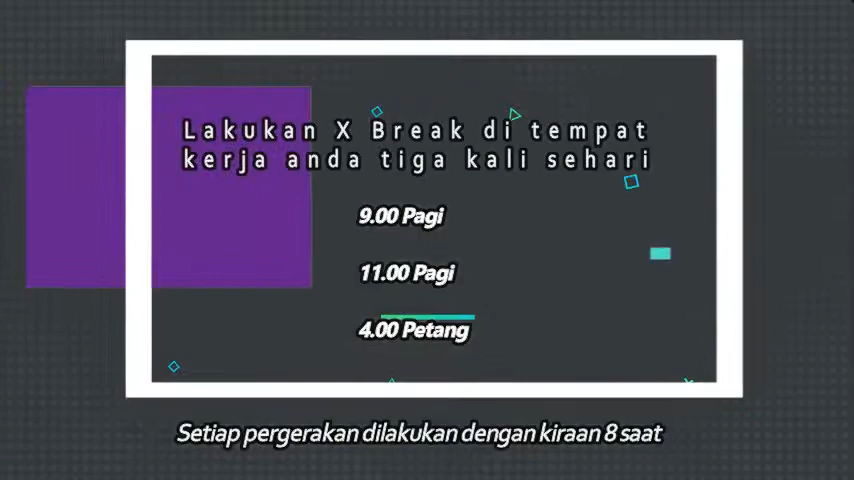 Lakukan X Break di tempat
kerja anda tiga kali sehari
9.00 Pagi
11.00 Pagi
4.00 Petang
Setiap pergerakan dilakukan dengan kiraan 8 saat